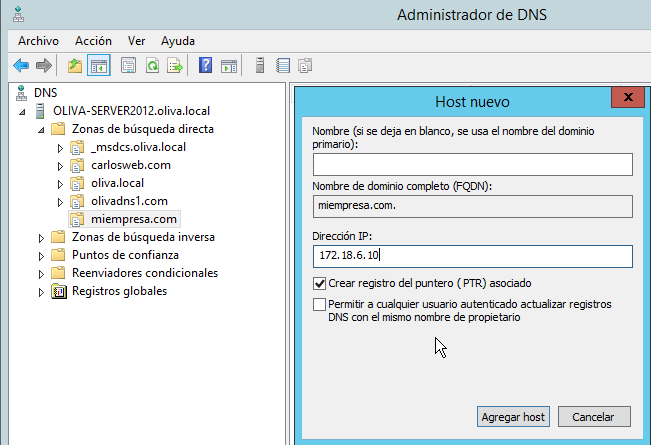 Administrador de DNS
Archivo Acción Ver Ayuda
DNS
OLIVA-SERVER2012.oliva.local
Zonas de búsqueda directa
_msdcs.oliva.local
carlosweb.com
oliva.local
olivadns1.com
miempresa.com
Zonas de búsqueda inversa
Puntos de confianza
Reenviadores condicionales
Registros globales
Host nuevo
x
Nombre (si se deja en blanco, se usa el nombre del dominio
primario):
Nombre de dominio completo (FQDN):
miempresa.com.
Dirección IP:
172.18.6.10
Crear registro del puntero (PTR) asociado
Permitir a cualquier usuario autenticado actualizar registros
DNS con el mismo nombre de propietario
Agregar host Cancelar